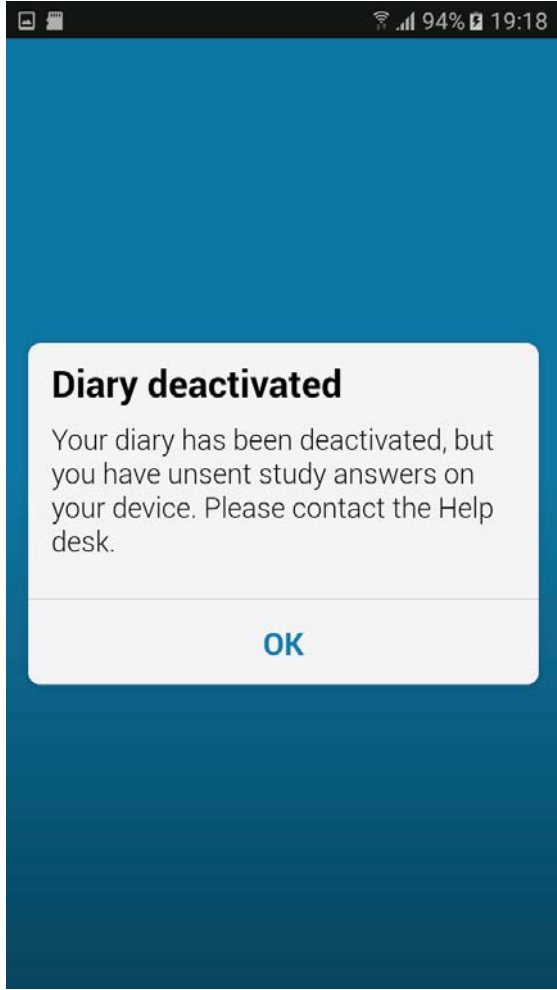 94% 19:18
Diary deactivated
Your diary has been deactivated, but
you have unsent study answers on
your device. Please contact the Help
desk.
OK